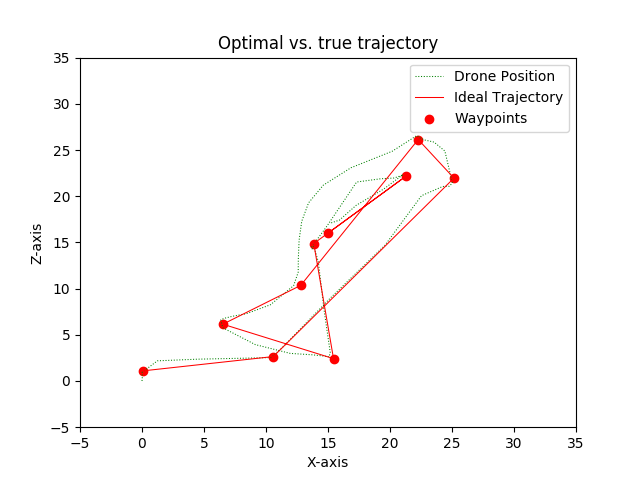 Optimal vs. true trajectory
Drone Position
Ideal Trajectory
Waypoints
35
30
25
20
15
10
5
0
−5
Z-axis
−5 0 5 10 15 20 25 30 35
X-axis